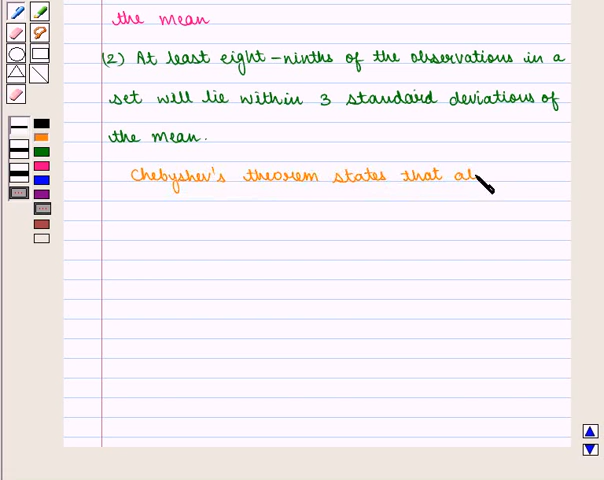 the mean
(2) At least eight-ninths of the observations in a
set will lie within 3 standard deviations of
the mean.
Chebyshev's theorem states that